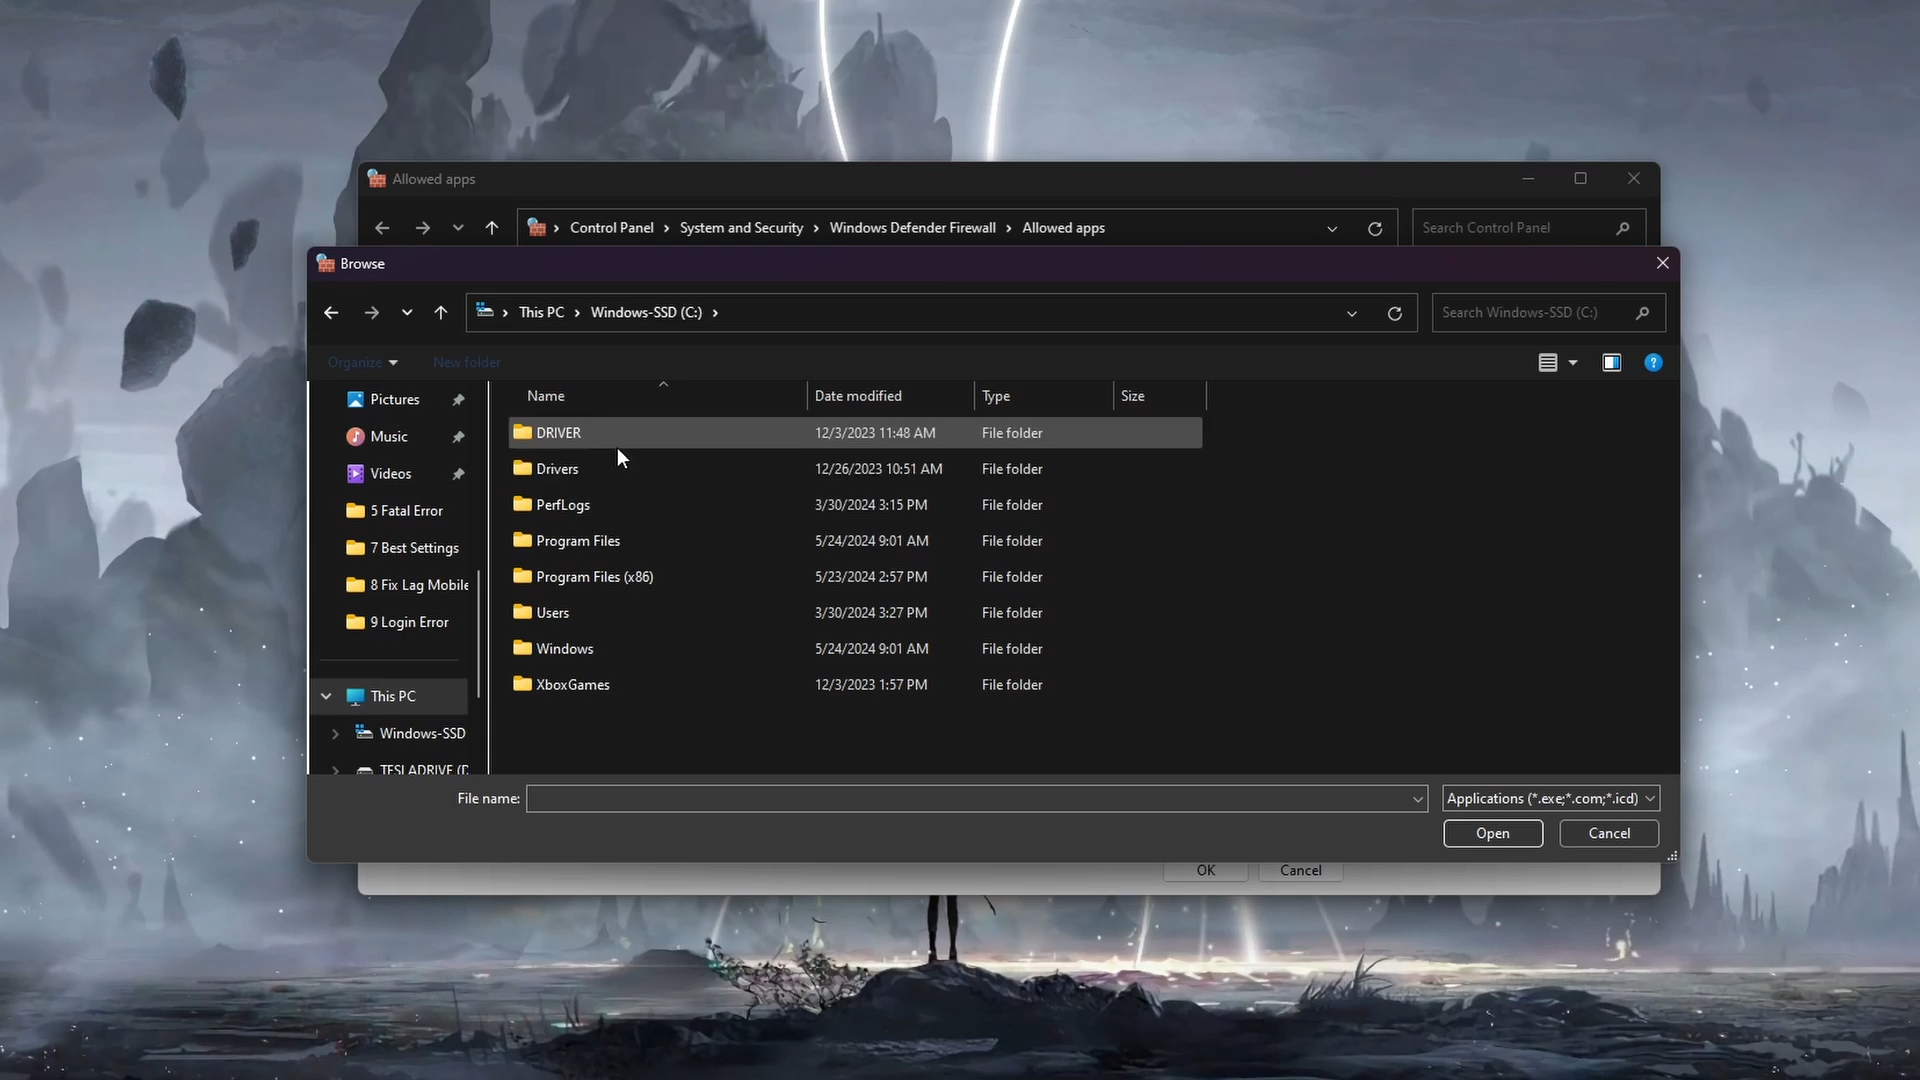 Allowed apps
Control Panel System and Security Windows Defender Firewall Allowed apps
Search Control Panel
Browse
This PC Windows-SSD (C:)
Search Windows-SSD (C:)
Organize New folder
?
Pictures
Music
Videos
5 Fatal Error
7 Best Settings
8 Fix Lag Mobile
9 Login Error
This PC
Windows-SSD
TESLADRIVE (D
Name Date modified Type Size
DRIVER 12/3/2023 11:48 AM File folder
Drivers 12/26/2023 10:51 AM File folder
PerfLogs 3/30/2024 3:15 PM File folder
Program Files 5/24/2024 9:01 AM File folder
Program Files (x86) 5/23/2024 2:57 PM File folder
Users 3/30/2024 3:27 PM File folder
Windows 5/24/2024 9:01 AM File folder
XboxGames 12/3/2023 1:57 PM File folder
File name: Applications (*.exe;*.com;*.icd)
Open Cancel
OK Cancel